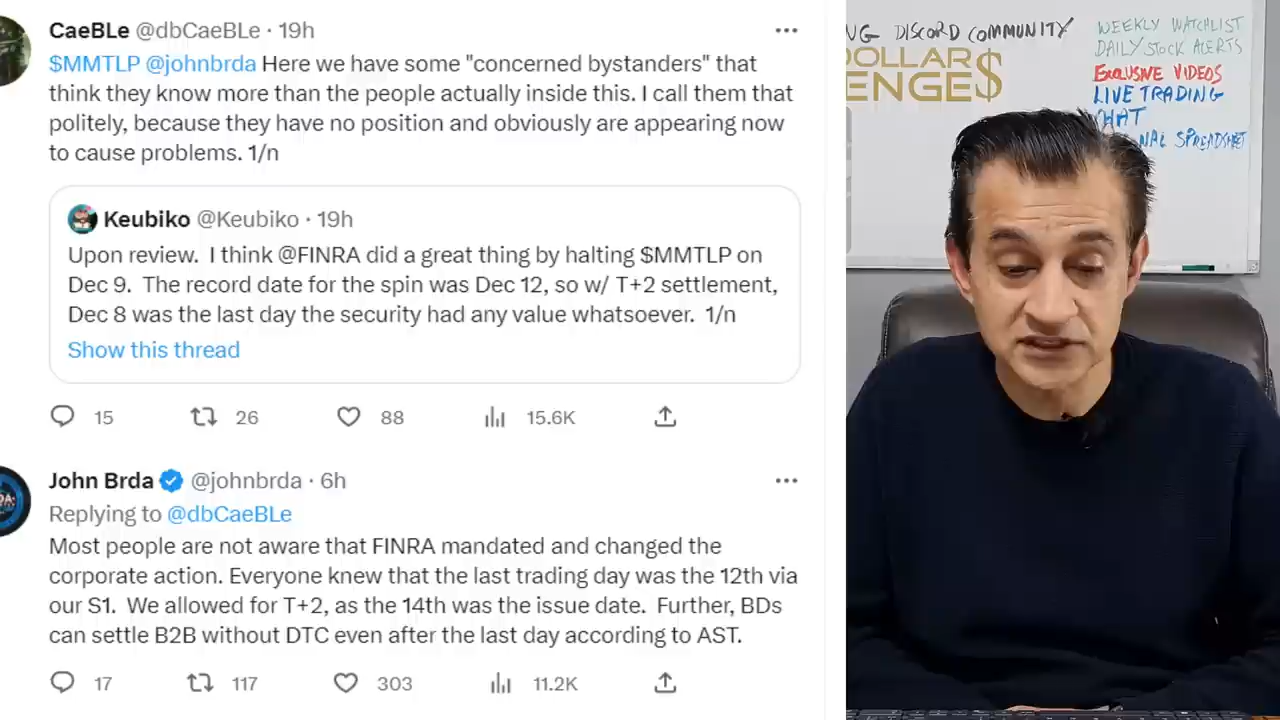 CaeBLe @dbCaeBLe · 19h
$MMTLP @johnbrda Here we have some "concerned bystanders" that
think they know more than the people actually inside this. I call them that
politely, because they have no position and obviously are appearing now
to cause problems. 1/n
Keubiko @Keubiko · 19h
Upon review. I think @FINRA did a great thing by halting $MMTLP on
Dec 9. The record date for the spin was Dec 12, so w/ T+2 settlement,
Dec 8 was the last day the security had any value whatsoever. 1/n
Show this thread
15 26 88 15.6K
John Brda @johnbrda · 6h
Replying to @dbCaeBLe
Most people are not aware that FINRA mandated and changed the
corporate action. Everyone knew that the last trading day was the 12th via
our S1. We allowed for T+2, as the 14th was the issue date. Further, BDs
can settle B2B without DTC even after the last day according to AST.
17 117 303 11.2K
NG DISCORD COMMUNITY
DOLLAR
ENGE$
WEEKLY WATCHLIST
DAILY STOCK ALERTS
EXCLUSIVE VIDEOS
LIVE TRADING
CHAT
NAL SPREADSHEET